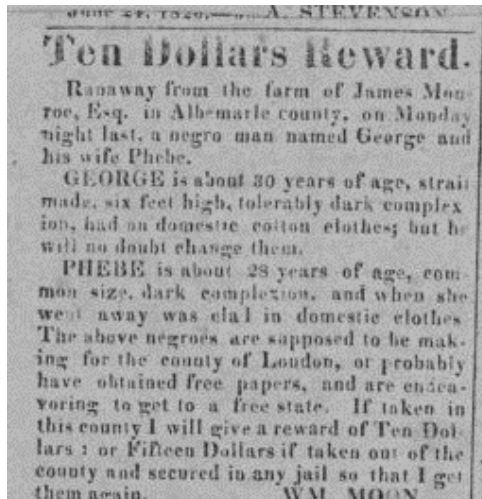 June 24, 1826,— A. STEVENSON
Ten Dollars Reward.
Ranaway from the farm of James Mon-
roe, Esq. in Albemarle county, on Monday
night last, a negro man named George and
his wife Phebe.
GEORGE is about 30 years of age, strait
made, six feet high, tolerably dark complex
ion, had on domestic cotton clothes; but he
will no doubt change them.
PHEBE is about 28 years of age, com-
mon size, dark complexion, and when she
went away was clad in domestic clothes
The above negroes are supposed to be mak-
ing for the county of Loudon, or probably
have obtained free papers, and are endea-
voring to get to a free state. If taken in
this county I will give a reward of Ten Dol-
lars; or Fifteen Dollars if taken out of the
county and secured in any jail so that I get
them again. WM. MOON